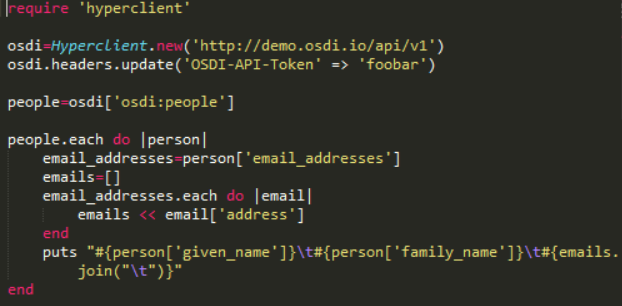 require 'hyperclient'
osdi=Hyperclient.new('http://demo.osdi.io/api/v1')
osdi.headers.update('OSDI-API-Token' => 'foobar')
people=osdi['osdi:people']
people.each do |person|
email_addresses=person['email_addresses']
emails=[]
email_addresses.each do |email|
emails << email['address']
end
puts "#{person['given_name']}\t#{person['family_name']}\t#{emails.
join("\t")}"
end